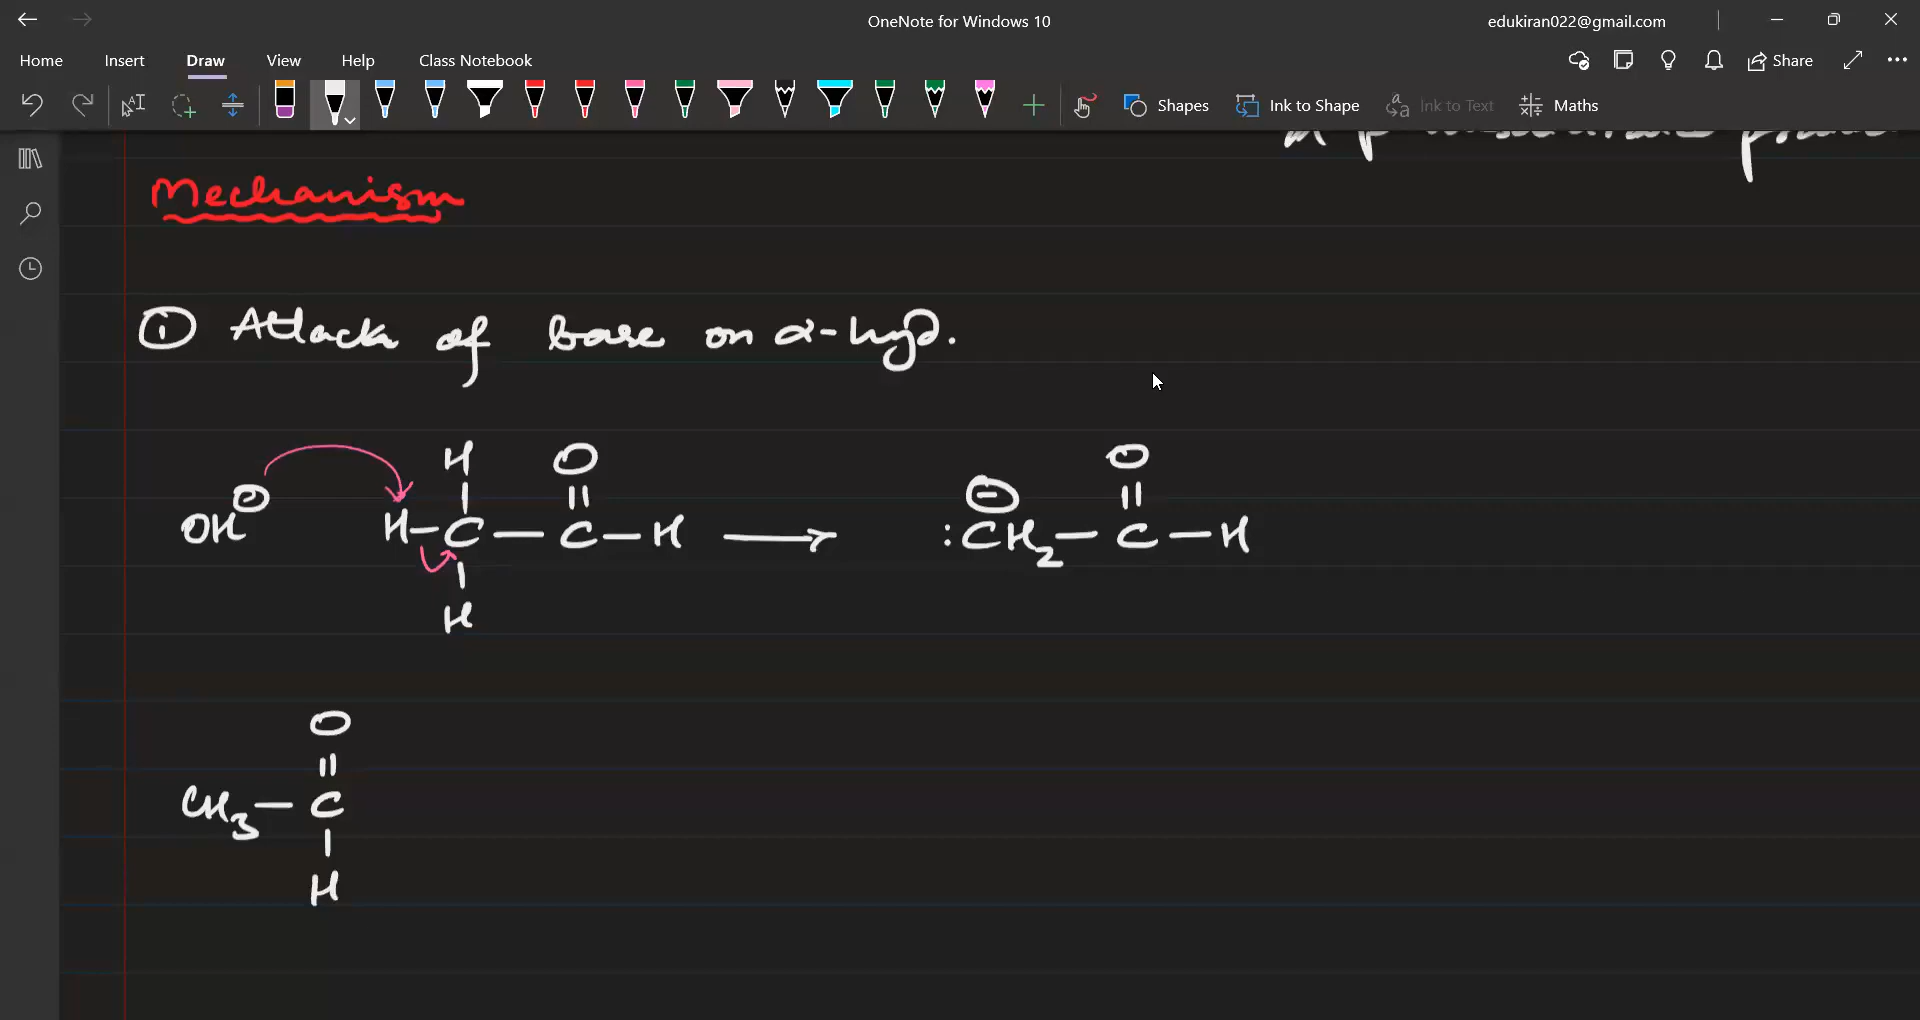 OneNote for Windows 10
edukiran022@gmail.com
Home Insert Draw View Help Class Notebook
Share
Shapes Ink to Shape Ink to Text Maths
Mechanism
① Attack of base on α-hyd.
H O O
|| ⊖ ||
OH⊖ H–C–C–H → :CH2–C–H
H
O
||
CH3–C
|
H